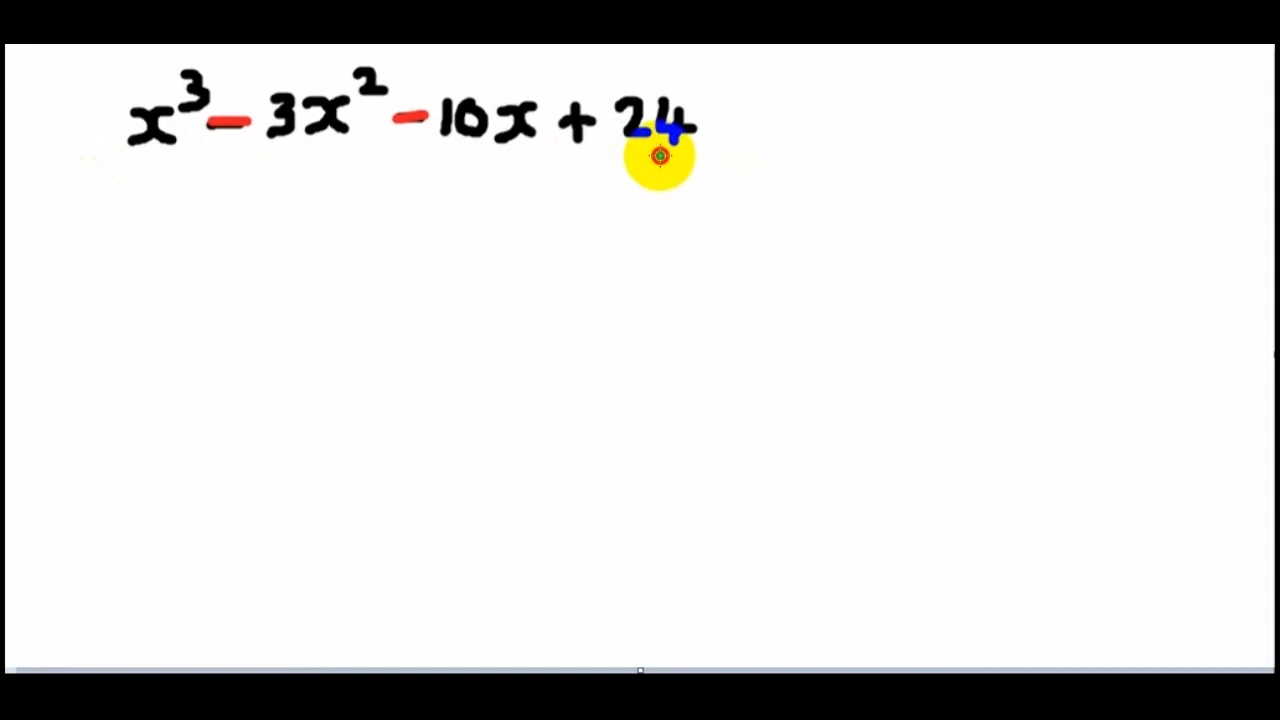 x³ - 3x² - 10x + 24